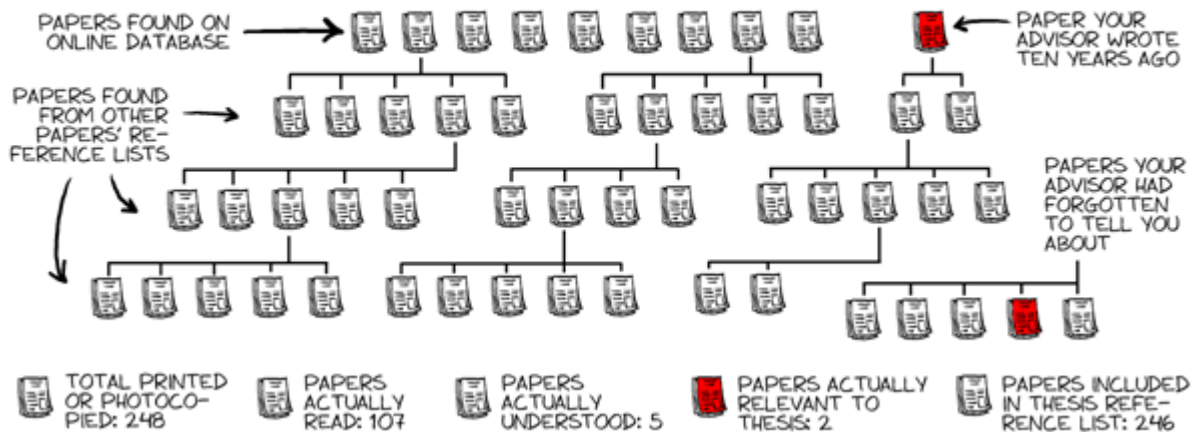 PAPERS FOUND ON
ONLINE DATABASE
PAPER YOUR
ADVISOR WROTE
TEN YEARS AGO
PAPERS FOUND
FROM OTHER
PAPERS' RE-
FERENCE LISTS
PAPERS YOUR
ADVISOR HAD
FORGOTTEN
TO TELL YOU
ABOUT
TOTAL PRINTED
OR PHOTOCO-
PIED: 248
PAPERS
ACTUALLY
READ: 107
PAPERS
ACTUALLY
UNDERSTOOD: 5
PAPERS ACTUALLY
RELEVANT TO
THESIS: 2
PAPERS INCLUDED
IN THESIS REFE-
RENCE LIST: 246